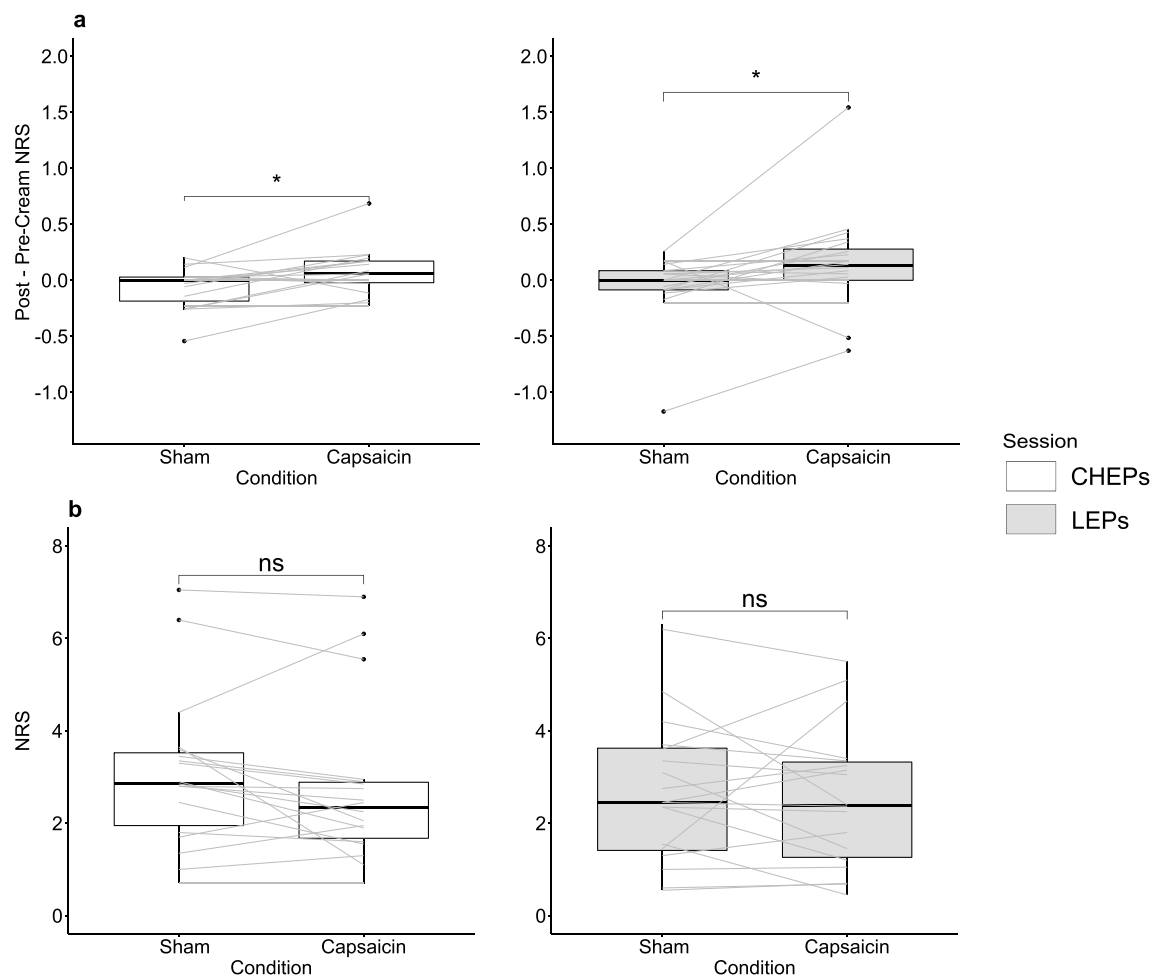 a
2.0
1.5
1.0
0.5
0.0
-0.5
-1.0
Post - Pre-Cream NRS
*
Sham Capsaicin
Condition
2.0
1.5
1.0
0.5
0.0
-0.5
-1.0
*
Sham Capsaicin
Condition
Session
CHEPs
LEPs
b
8
6
4
2
0
NRS
ns
Sham Capsaicin
Condition
8
6
4
2
0
ns
Sham Capsaicin
Condition